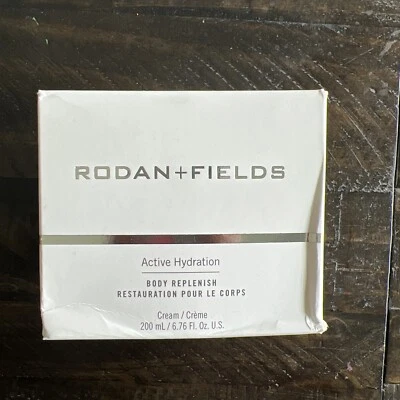 RODAN+FIELDS
Active Hydration
BODY REPLENISH
RESTAURATION POUR LE CORPS
Cream / Crème
200 mL / 6.76 Fl. Oz. U.S.